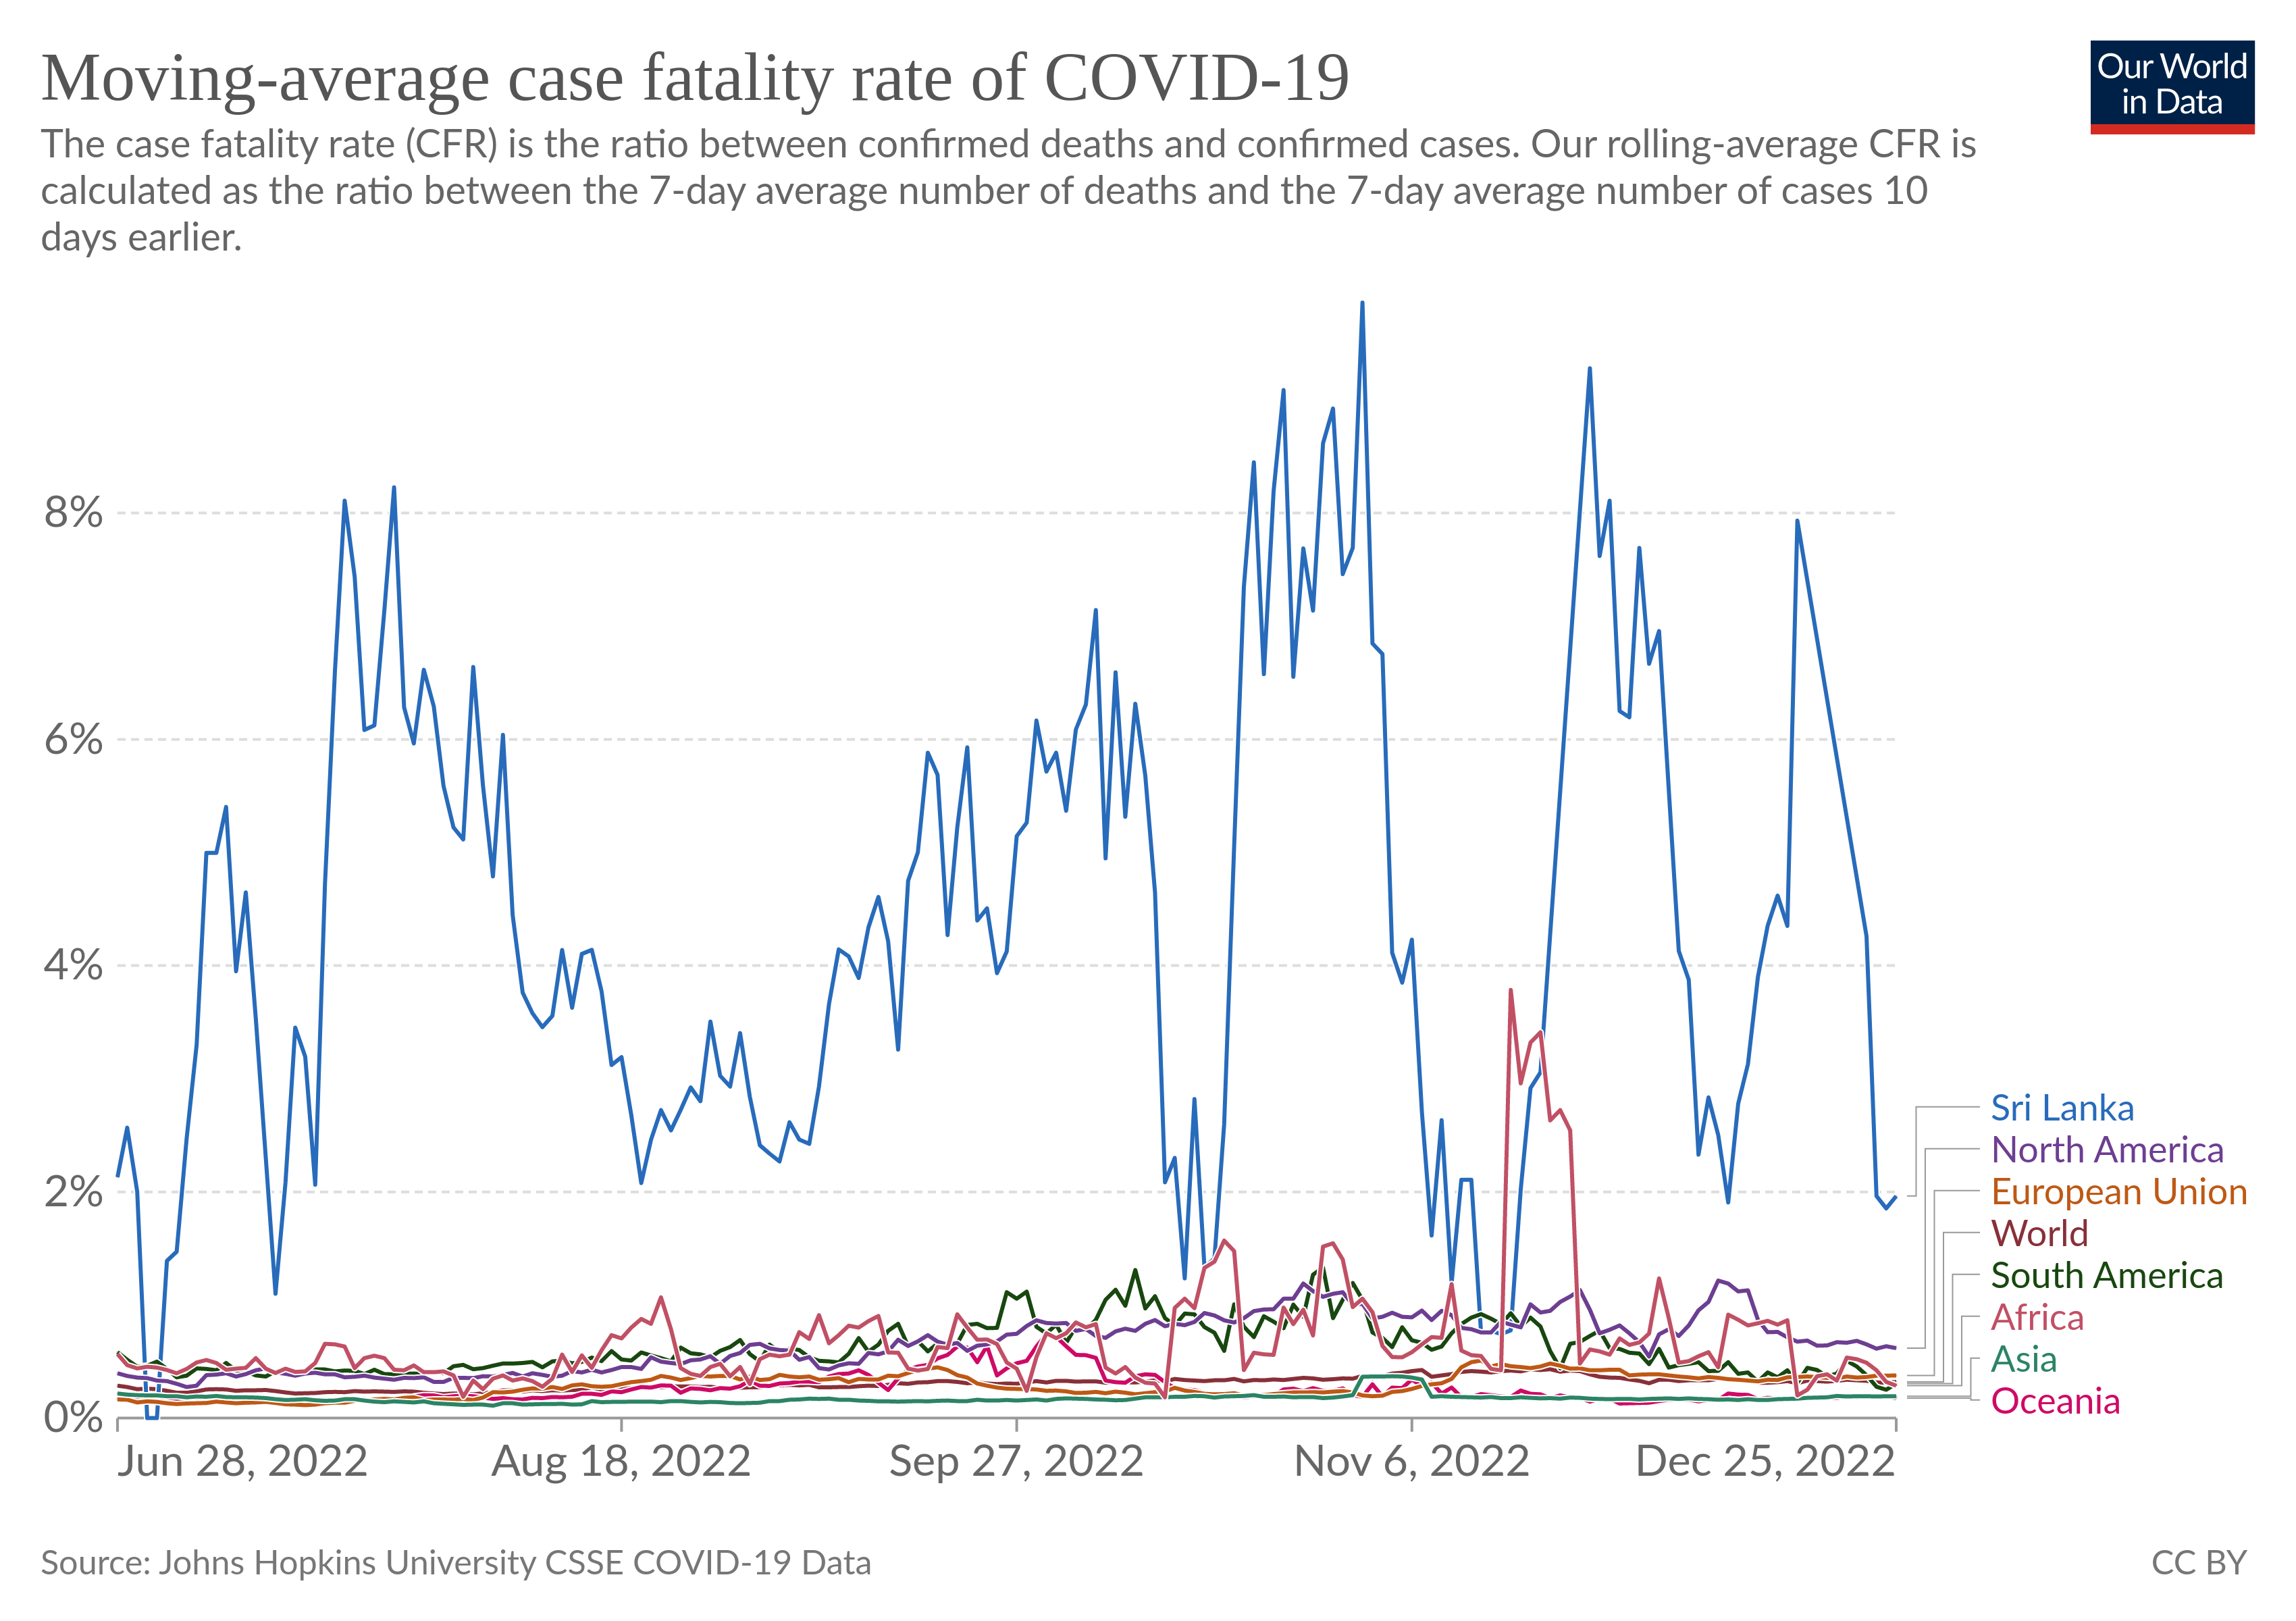 Moving-average case fatality rate of COVID-19
Our World
in Data
The case fatality rate (CFR) is the ratio between confirmed deaths and confirmed cases. Our rolling-average CFR is
calculated as the ratio between the 7-day average number of deaths and the 7-day average number of cases 10
days earlier.
8%
6%
4%
2%
0%
Sri Lanka
North America
European Union
World
South America
Africa
Asia
Oceania
Jun 28, 2022
Aug 18, 2022
Sep 27, 2022
Nov 6, 2022
Dec 25, 2022
Source: Johns Hopkins University CSSE COVID-19 Data
CC BY